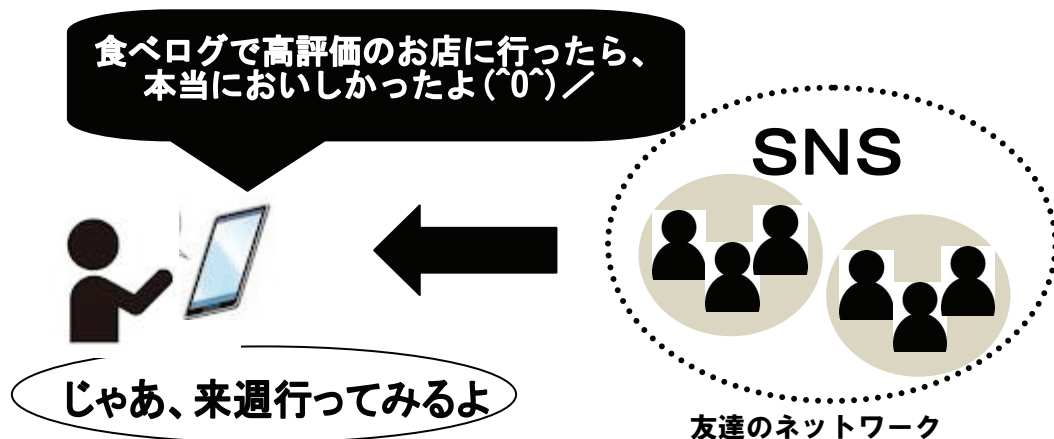 食べログで高評価のお店に行ったら、
本当においしかったよ(^0^)／
SNS
じゃあ、来週行ってみるよ
友達のネットワーク